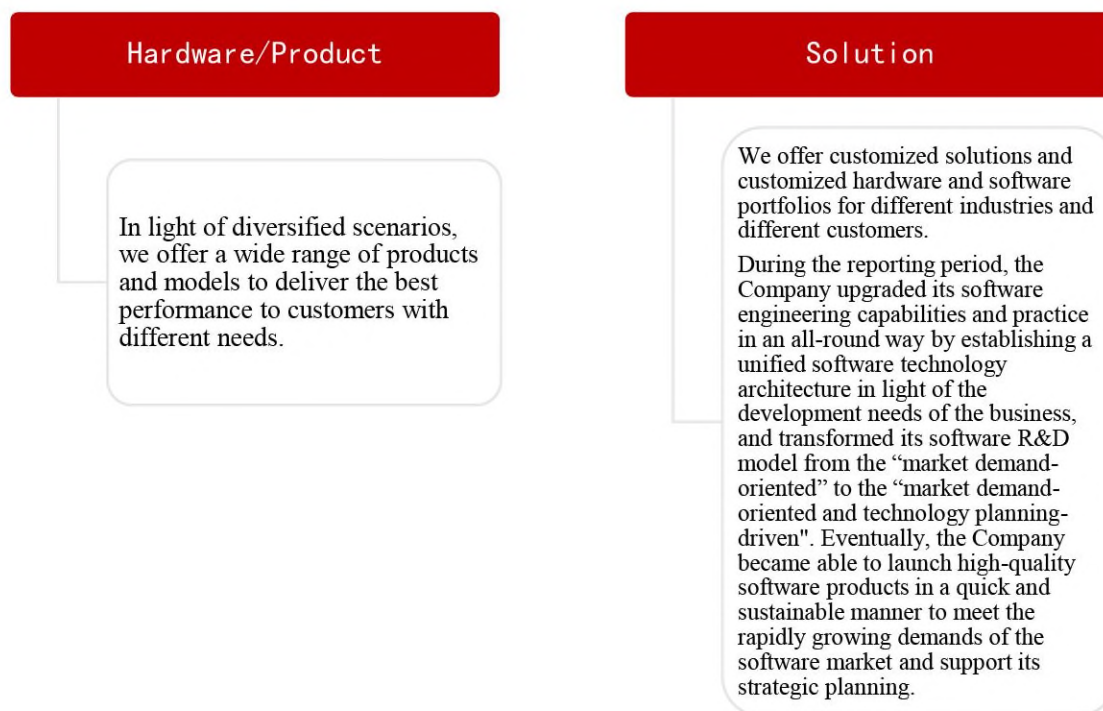 Hardware/Product
In light of diversified scenarios,
we offer a wide range of products
and models to deliver the best
performance to customers with
different needs.
Solution
We offer customized solutions and
customized hardware and software
portfolios for different industries and
different customers.
During the reporting period, the
Company upgraded its software
engineering capabilities and practice
in an all-round way by establishing a
unified software technology
architecture in light of the
development needs of the business,
and transformed its software R&D
model from the “market demand-
oriented” to the “market demand-
oriented and technology planning-
driven". Eventually, the Company
became able to launch high-quality
software products in a quick and
sustainable manner to meet the
rapidly growing demands of the
software market and support its
strategic planning.